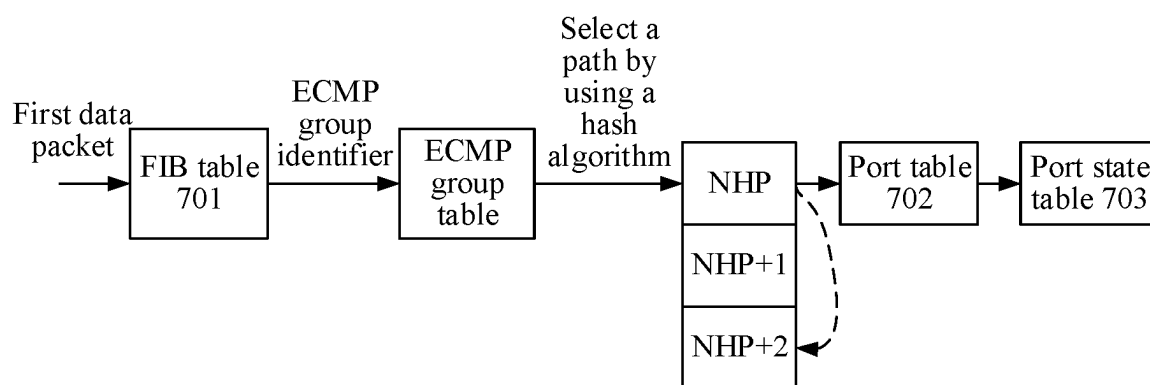 First data
packet
FIB table
701
ECMP
group
identifier
ECMP
group
table
Select a
path by
using a
hash
algorithm
NHP
NHP+1
NHP+2
Port table
702
Port state
table 703